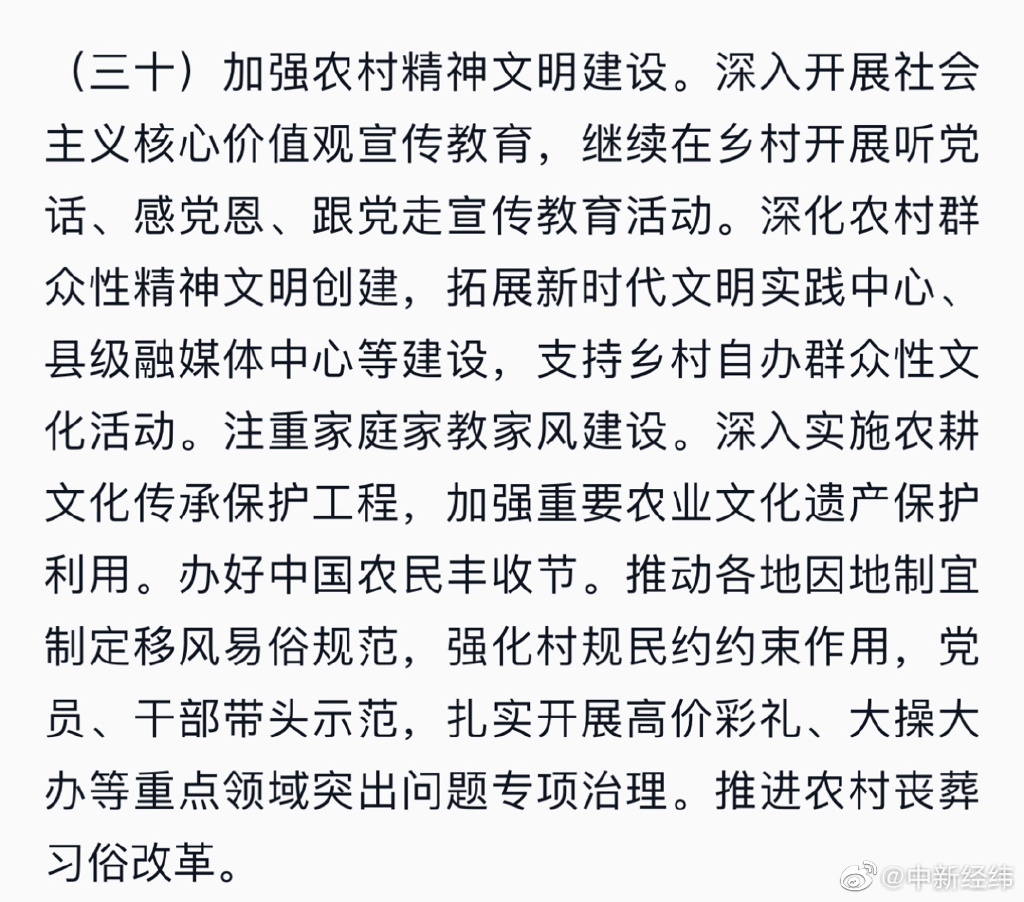 （三十）加强农村精神文明建设。深入开展社会
主义核心价值观宣传教育，继续在乡村开展听党
话、感党恩、跟党走宣传教育活动。深化农村群
众性精神文明创建，拓展新时代文明实践中心、
县级融媒体中心等建设，支持乡村自办群众性文
化活动。注重家庭家教家风建设。深入实施农耕
文化传承保护工程，加强重要农业文化遗产保护
利用。办好中国农民丰收节。推动各地因地制宜
制定移风易俗规范，强化村规民约约束作用，党
员、干部带头示范，扎实开展高价彩礼、大操大
办等重点领域突出问题专项治理。推进农村丧葬
习俗改革。
@中新经纬